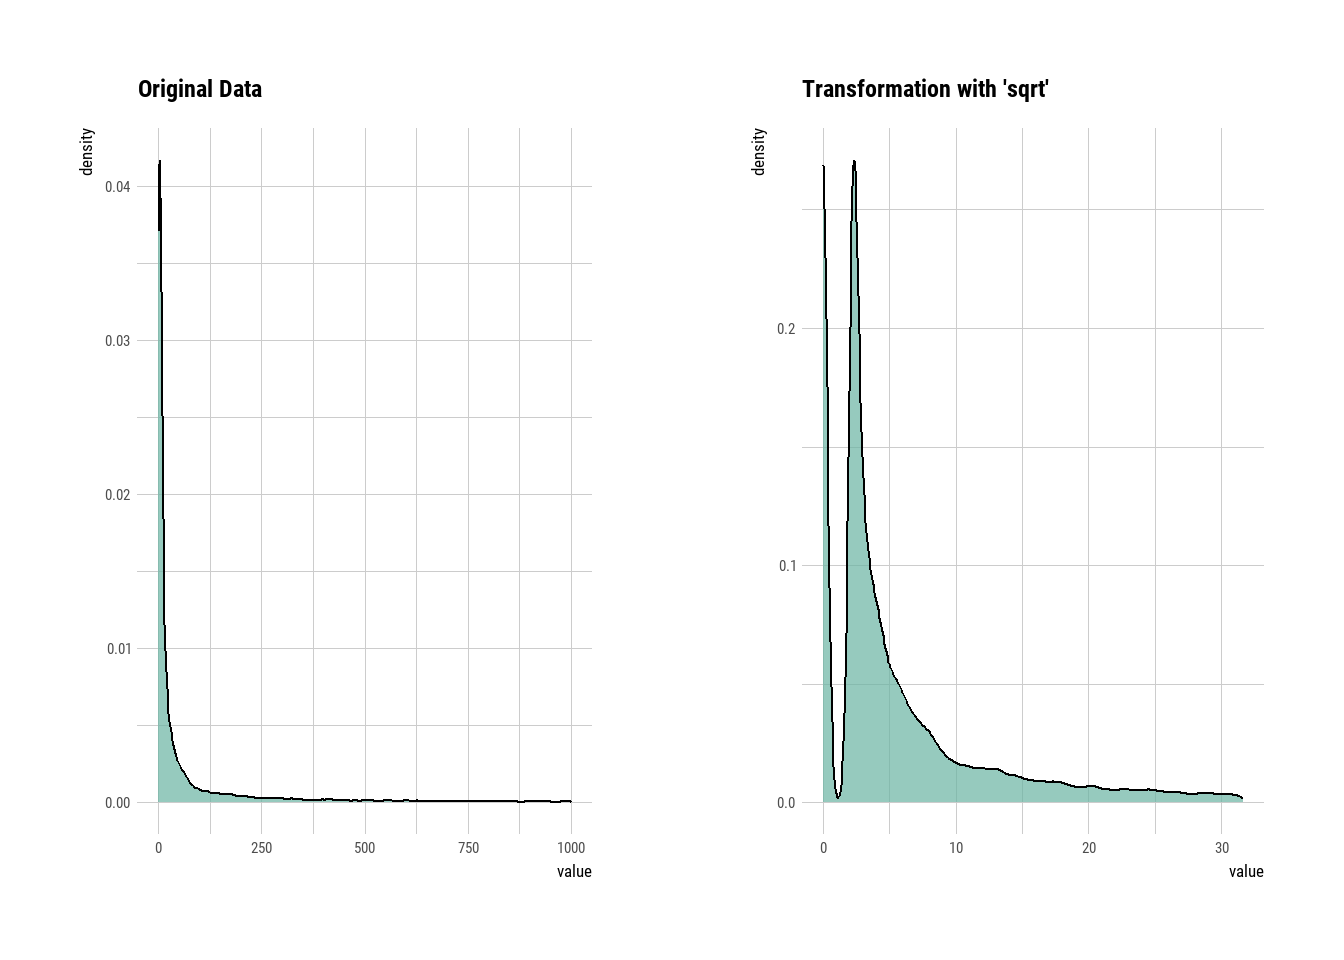 Original Data
density
0.04
0.03
0.02
0.01
0.00
0 250 500 750 1000
value
Transformation with 'sqrt'
density
0.2
0.1
0.0
0 10 20 30
value